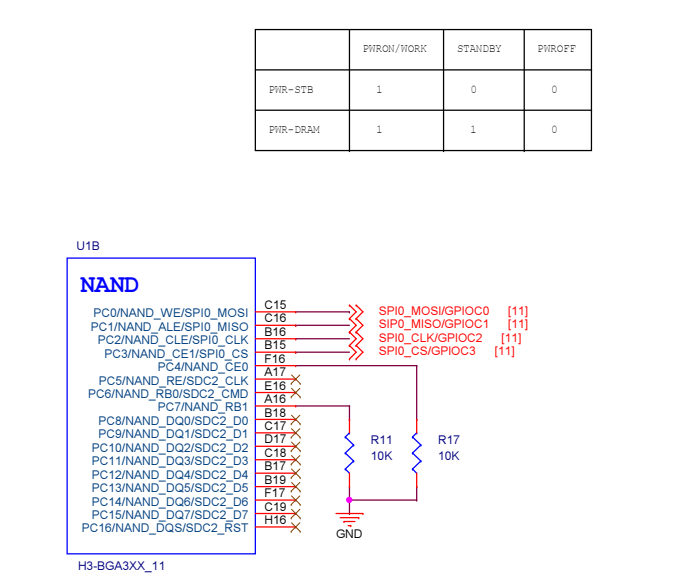 PWRON/WORK STANDBY PWROFF
PWR-STB 1 0 0
PWR-DRAM 1 1 0
U1B
NAND
PC0/NAND_WE/SPI0_MOSI C15 SPI0_MOSI/GPIOC0 [11]
PC1/NAND_ALE/SPI0_MISO C16 SIP0_MISO/GPIOC1 [11]
PC2/NAND_CLE/SPI0_CLK B16 SPI0_CLK/GPIOC2 [11]
PC3/NAND_CE1/SPI0_CS B15 SPI0_CS/GPIOC3 [11]
PC4/NAND_CE0 F16
PC5/NAND_RE/SDC2_CLK A17
PC6/NAND_RB0/SDC2_CMD E16
PC7/NAND_RB1 A16
PC8/NAND_DQ0/SDC2_D0 B18
PC9/NAND_DQ1/SDC2_D1 C17
PC10/NAND_DQ2/SDC2_D2 D17
PC11/NAND_DQ3/SDC2_D3 C18
PC12/NAND_DQ4/SDC2_D4 B17
PC13/NAND_DQ5/SDC2_D5 B19
PC14/NAND_DQ6/SDC2_D6 F17
PC15/NAND_DQ7/SDC2_D7 C19
PC16/NAND_DQS/SDC2_RST H16
R11 R17
10K 10K
GND
H3-BGA3XX_11